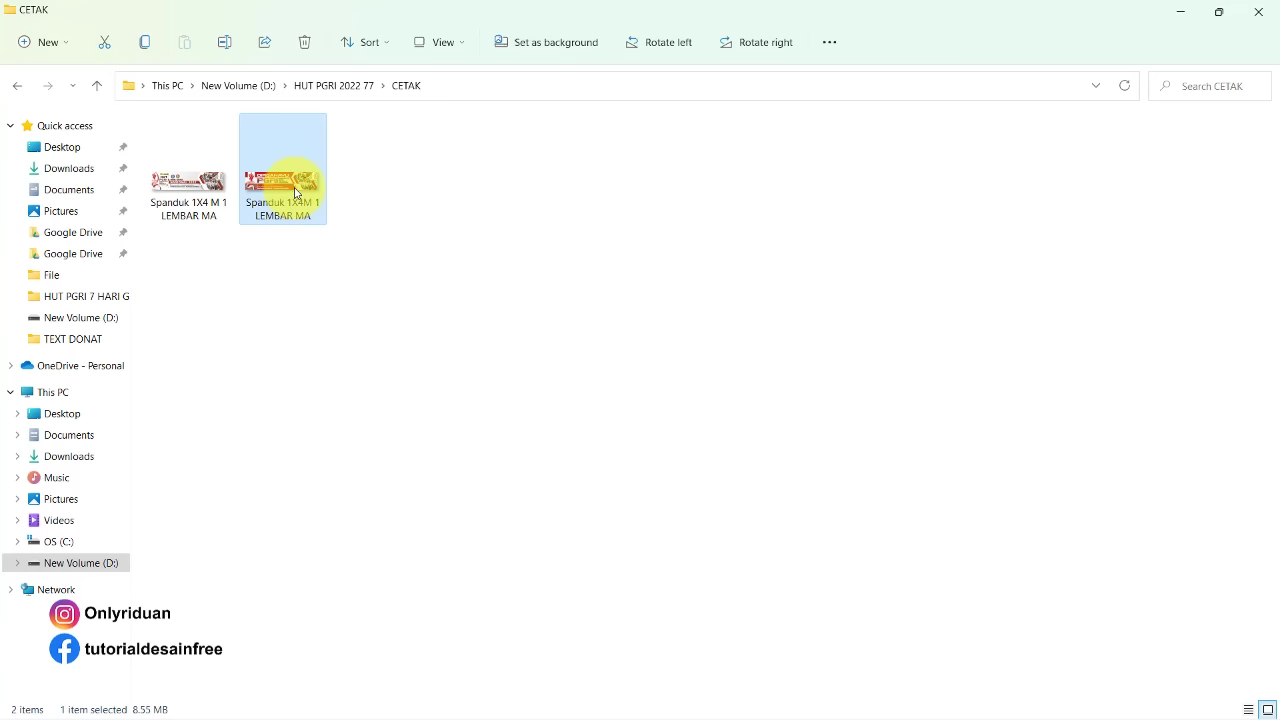 CETAK
New
Sort
View
Set as background
Rotate left
Rotate right
This PC
New Volume (D:)
HUT PGRI 2022 77
CETAK
Search CETAK
Quick access
Desktop
Downloads
Documents
Pictures
Google Drive
Google Drive
File
HUT PGRI 7 HARI G
New Volume (D:)
TEXT DONAT
OneDrive - Personal
This PC
Desktop
Documents
Downloads
Music
Pictures
Videos
OS (C:)
New Volume (D:)
Network
Spanduk 1X4 M 1
LEMBAR MA
Spanduk 1X4M 1
LEMBAR MA
Onlyriduan
tutorialdesainfree
2 items
1 item selected 8.55 MB